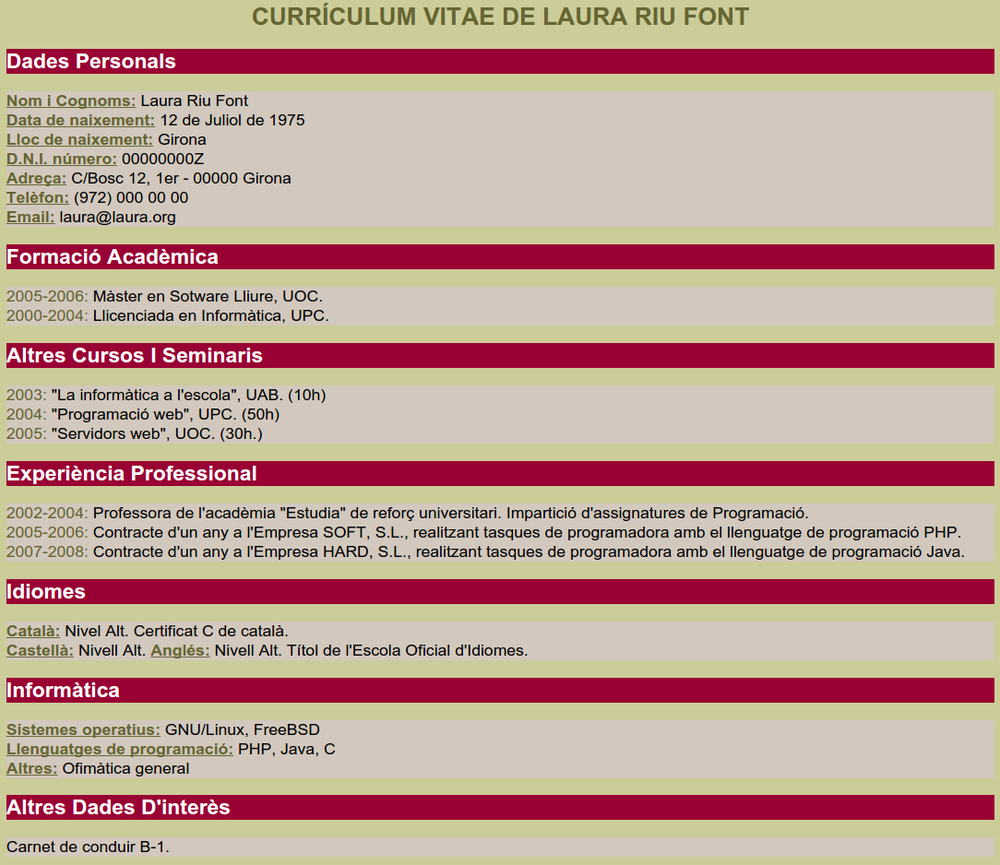 CURRÍCULUM VITAE DE LAURA RIU FONT
Dades Personals
Nom i Cognoms: Laura Riu Font
Data de naixement: 12 de Juliol de 1975
Lloc de naixement: Girona
D.N.I. número: 00000000Z
Adreça: C/Bosc 12, 1er - 00000 Girona
Telèfon: (972) 000 00 00
Email: laura@laura.org
Formació Acadèmica
2005-2006: Màster en Sotware Lliure, UOC.
2000-2004: Llicenciada en Informàtica, UPC.
Altres Cursos I Seminaris
2003: "La informàtica a l'escola", UAB. (10h)
2004: "Programació web", UPC. (50h)
2005: "Servidors web", UOC. (30h.)
Experiència Professional
2002-2004: Professora de l'acadèmia "Estudia" de reforç universitari. Impartició d'assignatures de Programació.
2005-2006: Contracte d'un any a l'Empresa SOFT, S.L., realitzant tasques de programadora amb el llenguatge de programació PHP.
2007-2008: Contracte d'un any a l'Empresa HARD, S.L., realitzant tasques de programadora amb el llenguatge de programació Java.
Idiomes
Català: Nivel Alt. Certificat C de català.
Castellà: Nivell Alt. Anglés: Nivell Alt. Títol de l'Escola Oficial d'Idiomes.
Informàtica
Sistemes operatius: GNU/Linux, FreeBSD
Llenguatges de programació: PHP, Java, C
Altres: Ofimàtica general
Altres Dades D'interès
Carnet de conduir B-1.